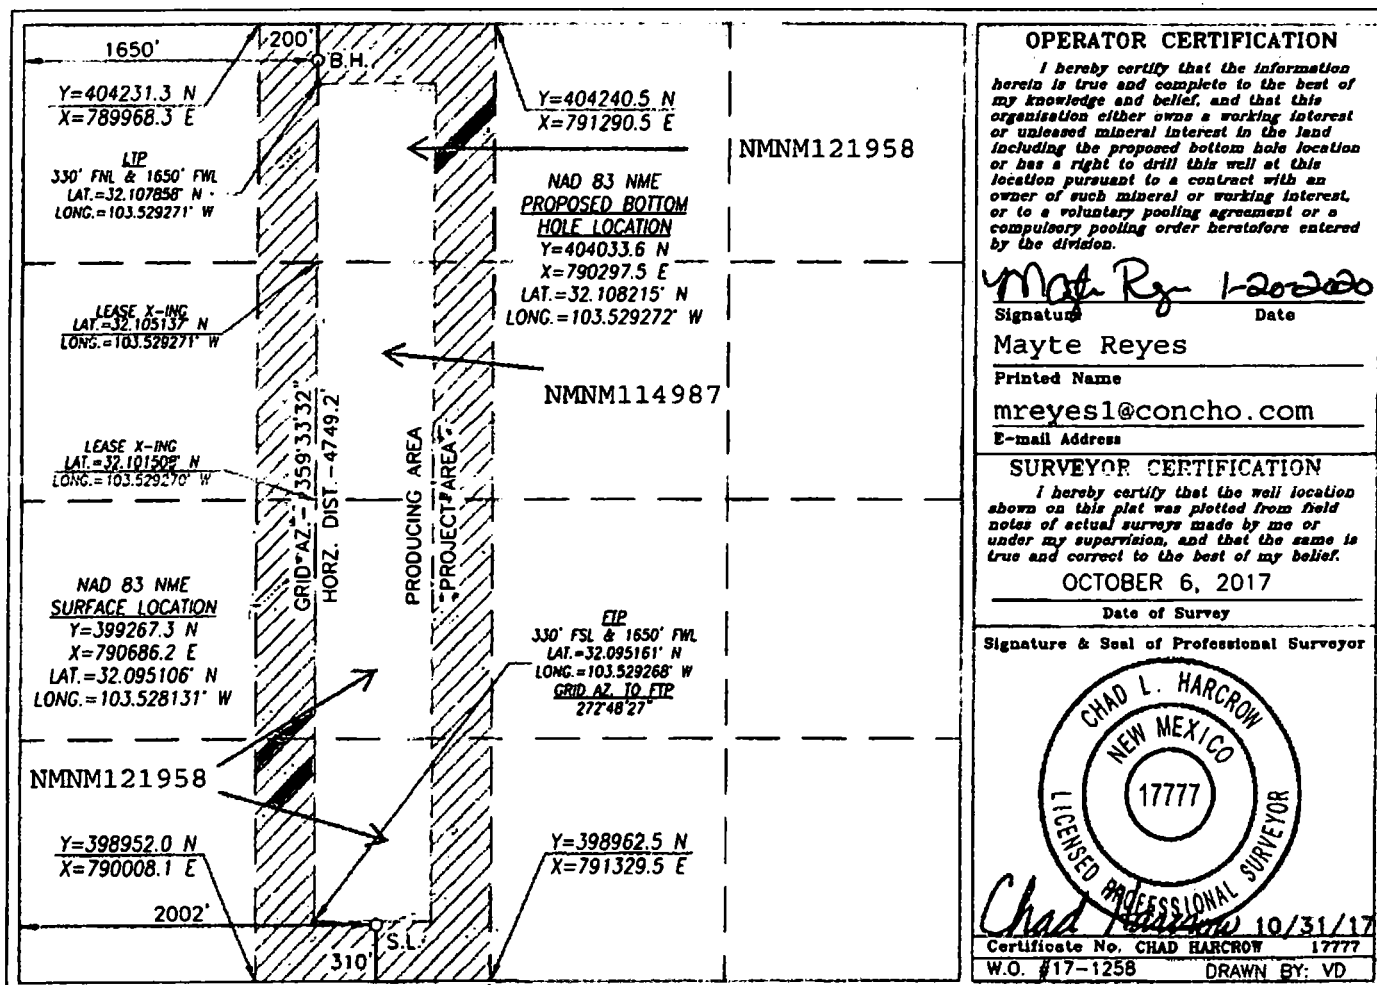 1650'
200'
B.H.
Y=404231.3 N
X=789968.3 E
Y=404240.5 N
X=791290.5 E
NMNM121958
LTP
330' FNL & 1650' FWL
LAT.=32.107858° N
LONG.=103.529271° W
NAD 83 NME
PROPOSED BOTTOM
HOLE LOCATION
Y=404033.6 N
X=790297.5 E
LAT.=32.108215° N
LONG.=103.529272° W
LEASE X-ING
LAT.=32.105137° N
LONG.=103.529271° W
NMNM114987
LEASE X-ING
LAT.=32.101508° N
LONG.=103.529270° W
GRID AZ.-359°33'32"
HORZ. DIST.-4749.2'
PRODUCING AREA
"PROJECT AREA"
NAD 83 NME
SURFACE LOCATION
Y=399267.3 N
X=790686.2 E
LAT.=32.095106° N
LONG.=103.528131° W
FTP
330' FSL & 1650' FWL
LAT.=32.095161° N
LONG.=103.529268° W
GRID AZ. TO FTP
272°48'27"
NMNM121958
Y=398952.0 N
X=790008.1 E
Y=398962.5 N
X=791329.5 E
2002'
S.L.
310'
OPERATOR CERTIFICATION
I hereby certify that the information
herein is true and complete to the best of
my knowledge and belief, and that this
organisation either owns a working interest
or unleased mineral interest in the land
including the proposed bottom hole location
or has a right to drill this well at this
location pursuant to a contract with an
owner of such mineral or working interest,
or to a voluntary pooling agreement or a
compulsory pooling order heretofore entered
by the division.
1-20-2020
Signature Date
Mayte Reyes
Printed Name
mreyes1@concho.com
E-mail Address
SURVEYOR CERTIFICATION
I hereby certify that the well location
shown on this plat was plotted from field
notes of actual surveys made by me or
under my supervision, and that the same is
true and correct to the best of my belief.
OCTOBER 6, 2017
Date of Survey
Signature & Seal of Professional Surveyor
CHAD L. HARCROW
NEW MEXICO
17777
LICENSED PROFESSIONAL SURVEYOR
Chad Harcrow 10/31/17
Certificate No. CHAD HARCROW 17777
W.O. #17-1258 DRAWN BY: VD